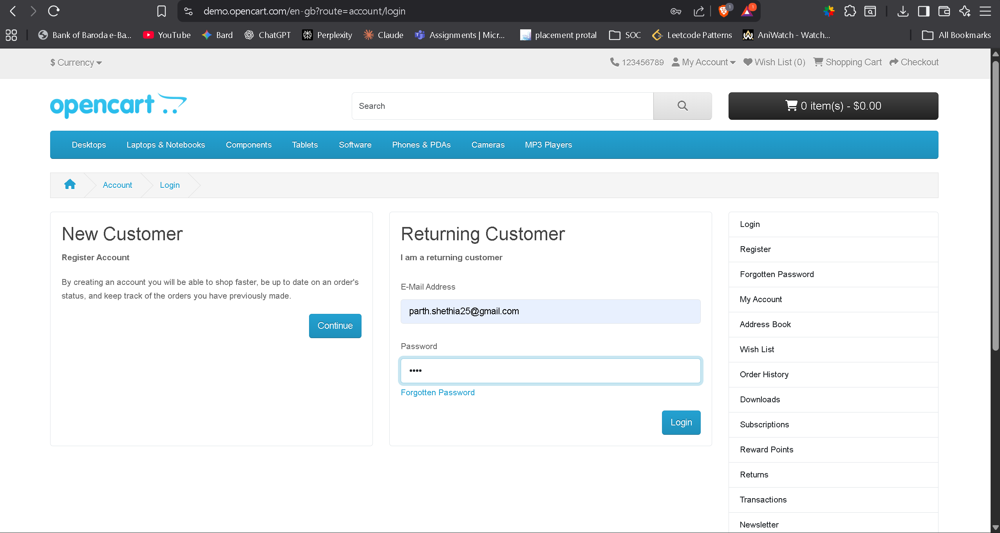 demo.opencart.com/en-gb?route=account/login
1
1
Bank of Baroda e-Ba...
YouTube
Bard
ChatGPT
Perplexity
Claude
Assignments | Micr...
placement protal
SOC
Leetcode Patterns
AniWatch - Watch...
All Bookmarks
$ Currency
123456789
My Account
Wish List (0)
Shopping Cart
Checkout
opencart
Search
0 item(s) - $0.00
Desktops
Laptops & Notebooks
Components
Tablets
Software
Phones & PDAs
Cameras
MP3 Players
Account
Login
New Customer
Register Account
By creating an account you will be able to shop faster, be up to date on an order's
status, and keep track of the orders you have previously made.
Continue
Returning Customer
I am a returning customer
E-Mail Address
parth.shethia25@gmail.com
Password
••••
Forgotten Password
Login
Login
Register
Forgotten Password
My Account
Address Book
Wish List
Order History
Downloads
Subscriptions
Reward Points
Returns
Transactions
Newsletter